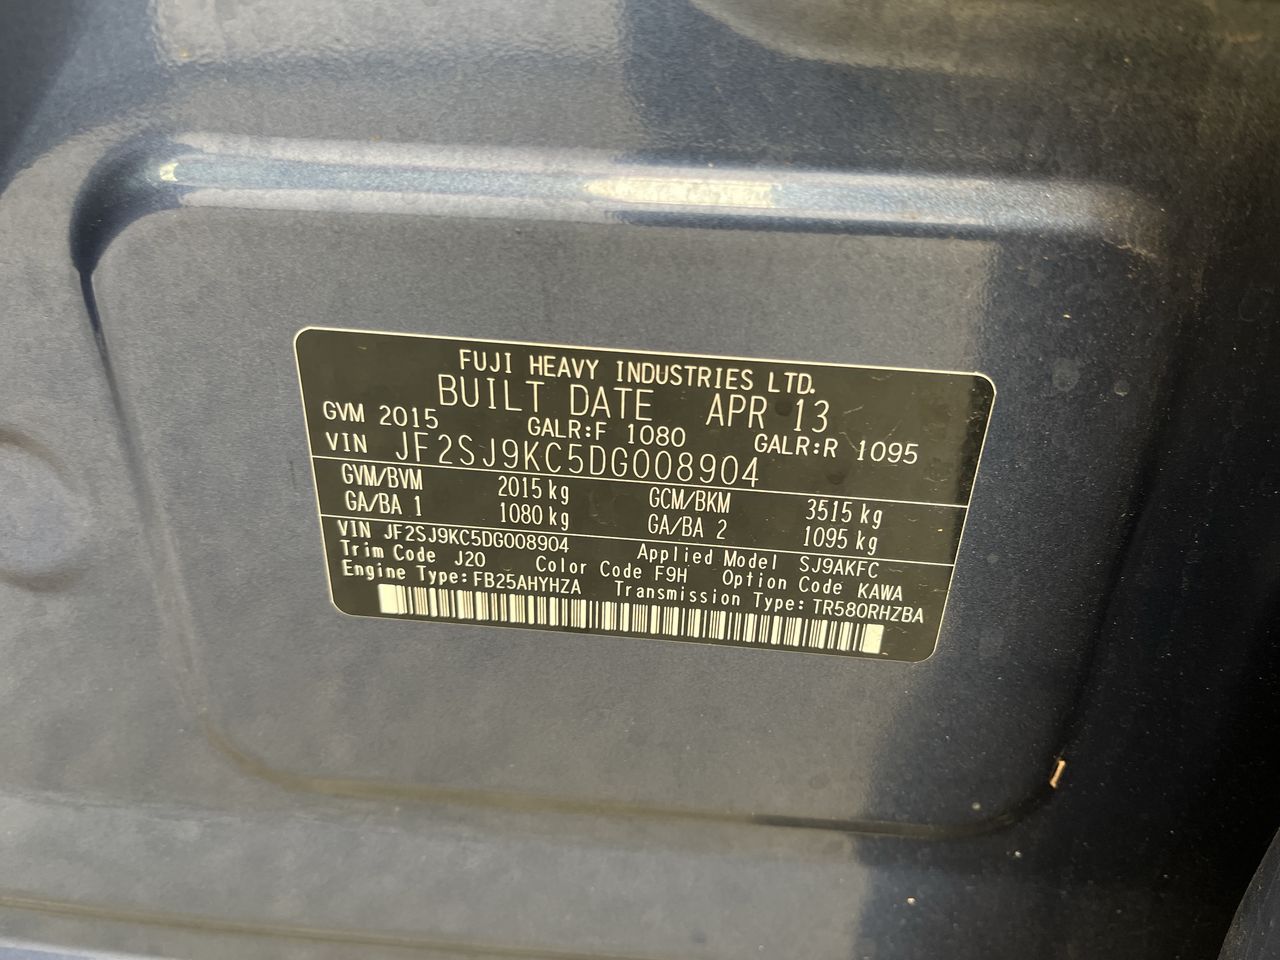 FUJI HEAVY INDUSTRIES LTD.
BUILT DATE APR 13
GVM 2015 GALR:F 1080 GALR:R 1095
VIN JF2SJ9KC5DG008904
GVM/BVM 2015 kg GCM/BKM 3515 kg
GA/BA 1 1080 kg GA/BA 2 1095 kg
VIN JF2SJ9KC5DG008904 Applied Model SJ9AKFC
Trim Code J20 Color Code F9H Option Code KAWA
Engine Type: FB25AHYHZA Transmission Type: TR580RHZBA